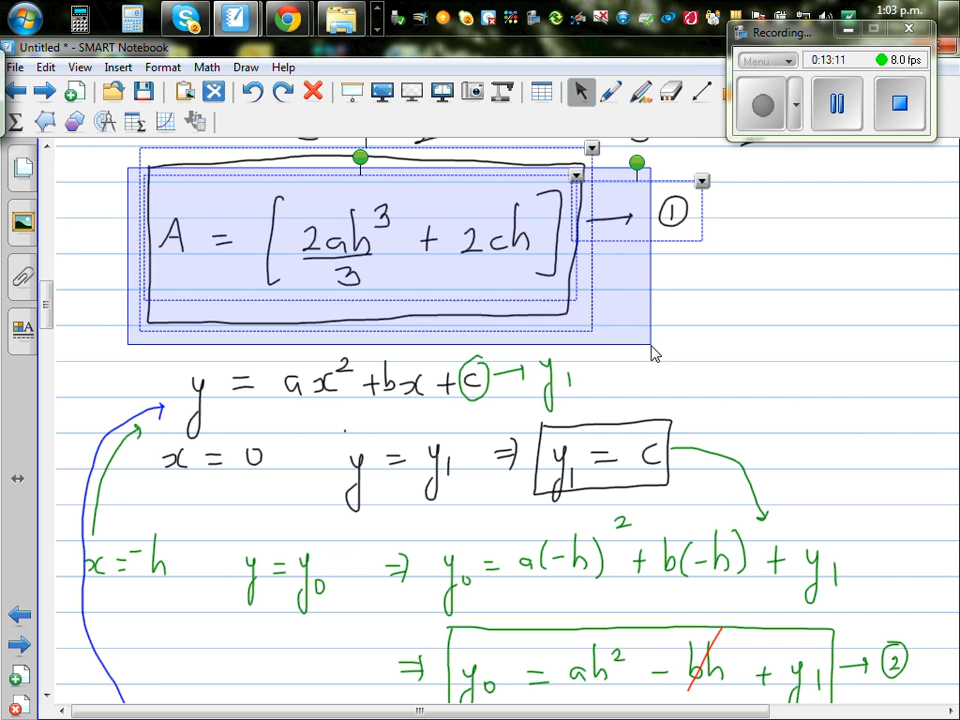 1:03 p.m.
Untitled * - SMART Notebook
Recording...
File Edit View Insert Format Math Draw Help
Menu 0:13:11 8.0 fps
A = [ 2ah³/3 + 2ch ] → ①
y = ax² + bx + c → y₁
x = 0 y = y₁ ⇒ y₁ = c
x = -h y = y₀ ⇒ y₀ = a(-h)² + b(-h) + y₁
⇒ y₀ = ah² - bh + y₁ → ②